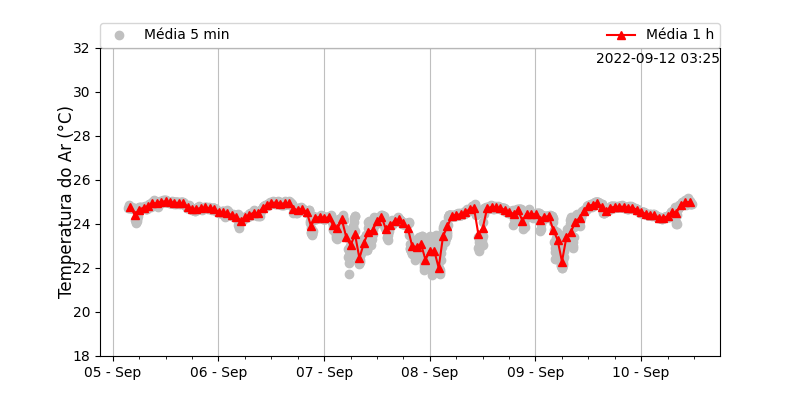 Média 5 min
Média 1 h
2022-09-12 03:25
Temperatura do Ar (°C)
32
30
28
26
24
22
20
18
05 - Sep
06 - Sep
07 - Sep
08 - Sep
09 - Sep
10 - Sep